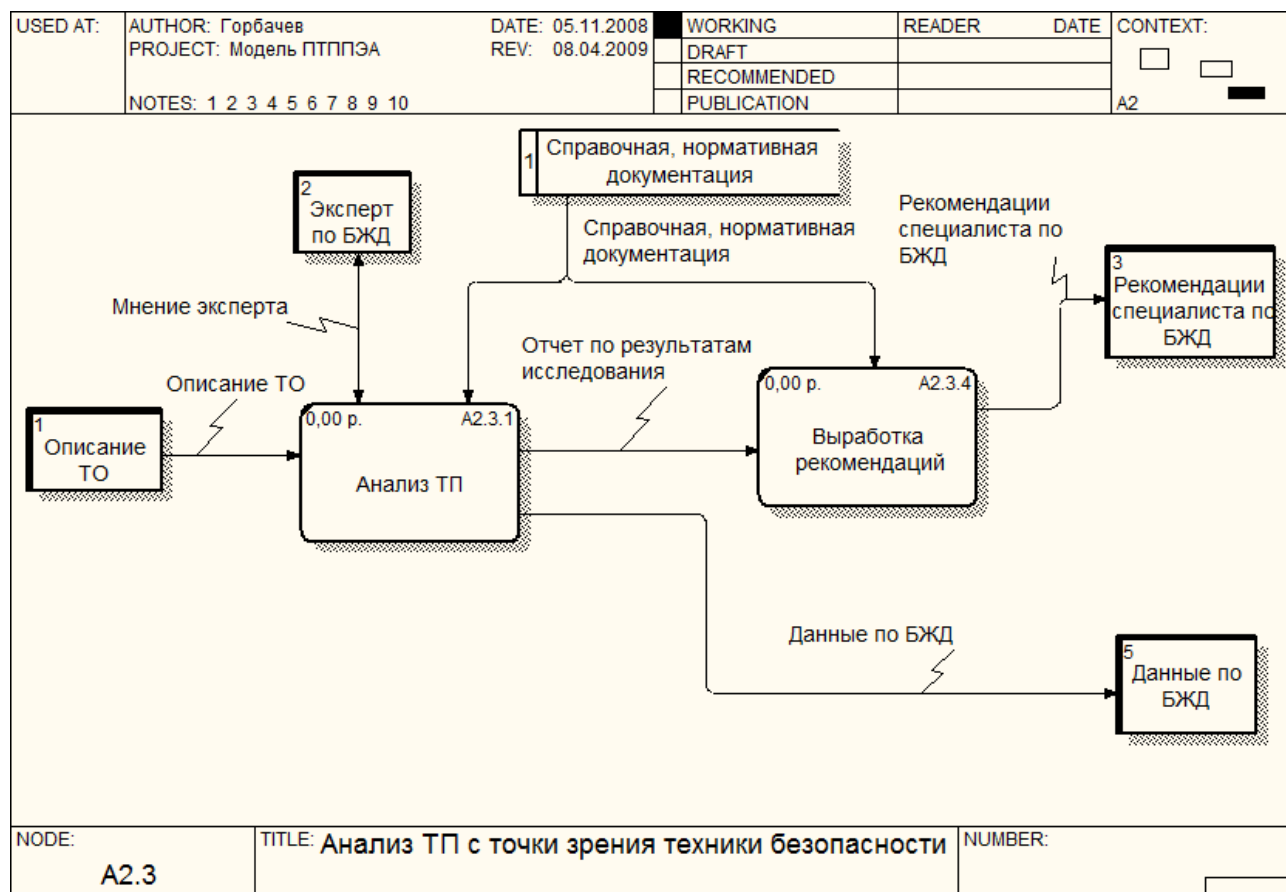 USED AT:
AUTHOR: Горбачев
DATE: 05.11.2008
PROJECT: Модель ПТППЭА
REV: 08.04.2009
NOTES: 1 2 3 4 5 6 7 8 9 10
WORKING
DRAFT
RECOMMENDED
PUBLICATION
READER
DATE
CONTEXT:
A2
1
Справочная, нормативная
документация
2
Эксперт
по БЖД
Справочная, нормативная
документация
Рекомендации
специалиста по
БЖД
3
Рекомендации
специалиста по
БЖД
Мнение эксперта
Отчет по результатам
исследования
Описание ТО
1
Описание
ТО
0,00 р.
A2.3.1
Анализ ТП
0,00 р.
A2.3.4
Выработка
рекомендаций
Данные по БЖД
5
Данные по
БЖД
NODE:
A2.3
TITLE: Анализ ТП с точки зрения техники безопасности
NUMBER: